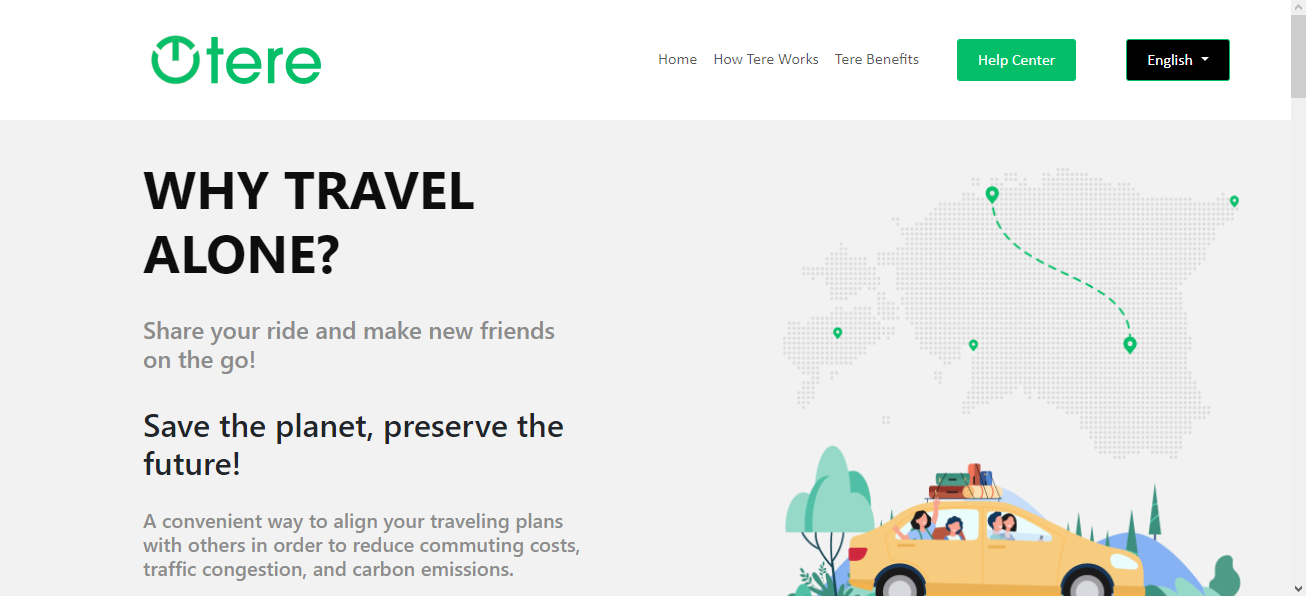 tere
Home
How Tere Works
Tere Benefits
Help Center
English
WHY TRAVEL
ALONE?
Share your ride and make new friends
on the go!
Save the planet, preserve the
future!
A convenient way to align your traveling plans
with others in order to reduce commuting costs,
traffic congestion, and carbon emissions.